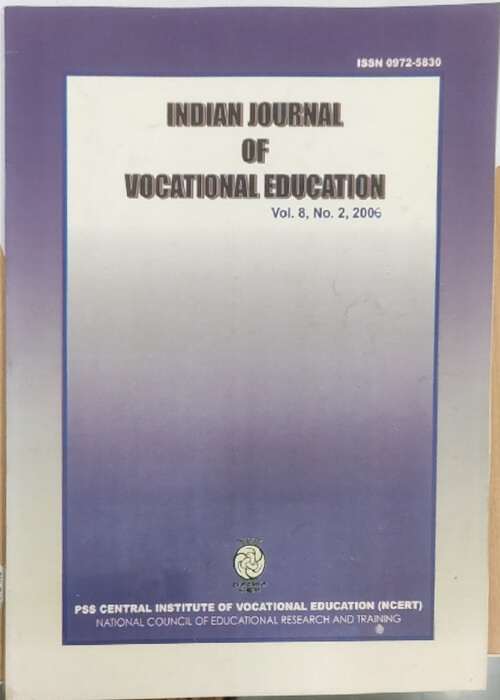 ISSN 0972-5830
INDIAN JOURNAL
OF
VOCATIONAL EDUCATION
Vol. 8, No. 2, 2006
PSS CENTRAL INSTITUTE OF VOCATIONAL EDUCATION (NCERT)
NATIONAL COUNCIL OF EDUCATIONAL RESEARCH AND TRAINING